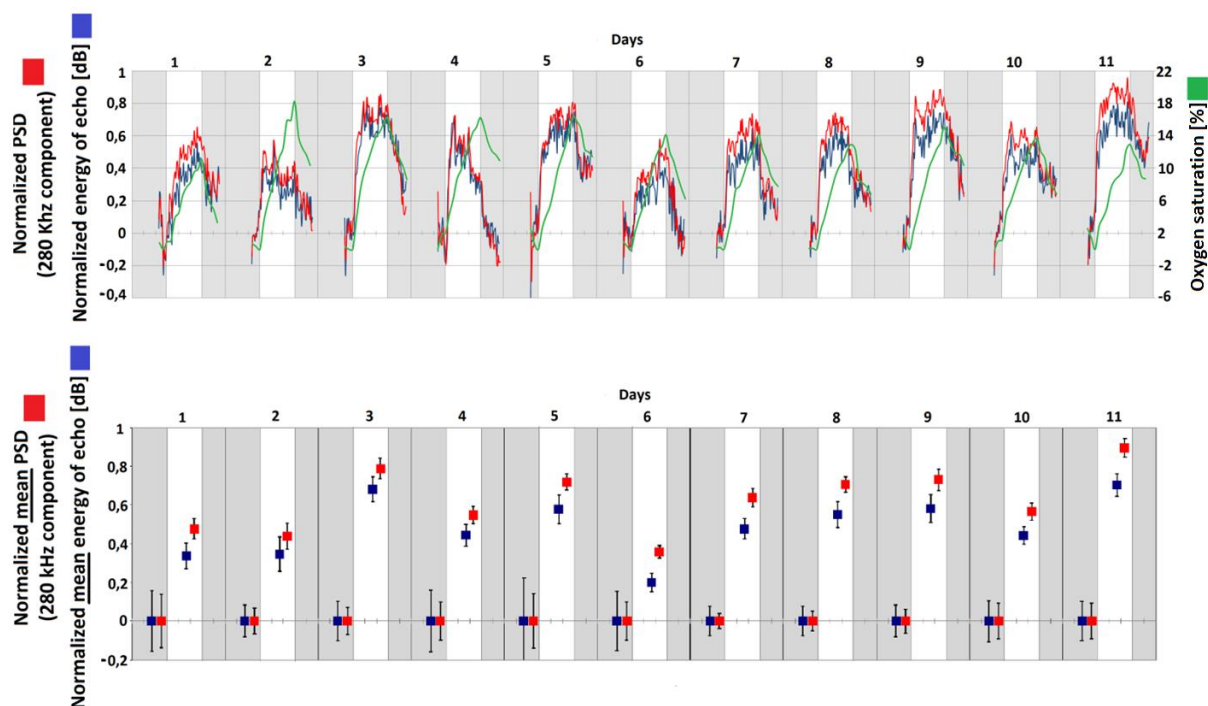 Days
1 2 3 4 5 6 7 8 9 10 11
Normalized PSD
(280 Khz component)
Normalized energy of echo [dB]
1
0,8
0,6
0,4
0,2
0
-0,2
-0,4
22
18
14
10
6
2
-2
-6
Oxygen saturation [%]
Days
1 2 3 4 5 6 7 8 9 10 11
Normalized mean PSD
(280 kHz component)
Normalized mean energy of echo [dB]
1
0,8
0,6
0,4
0,2
0
-0,2